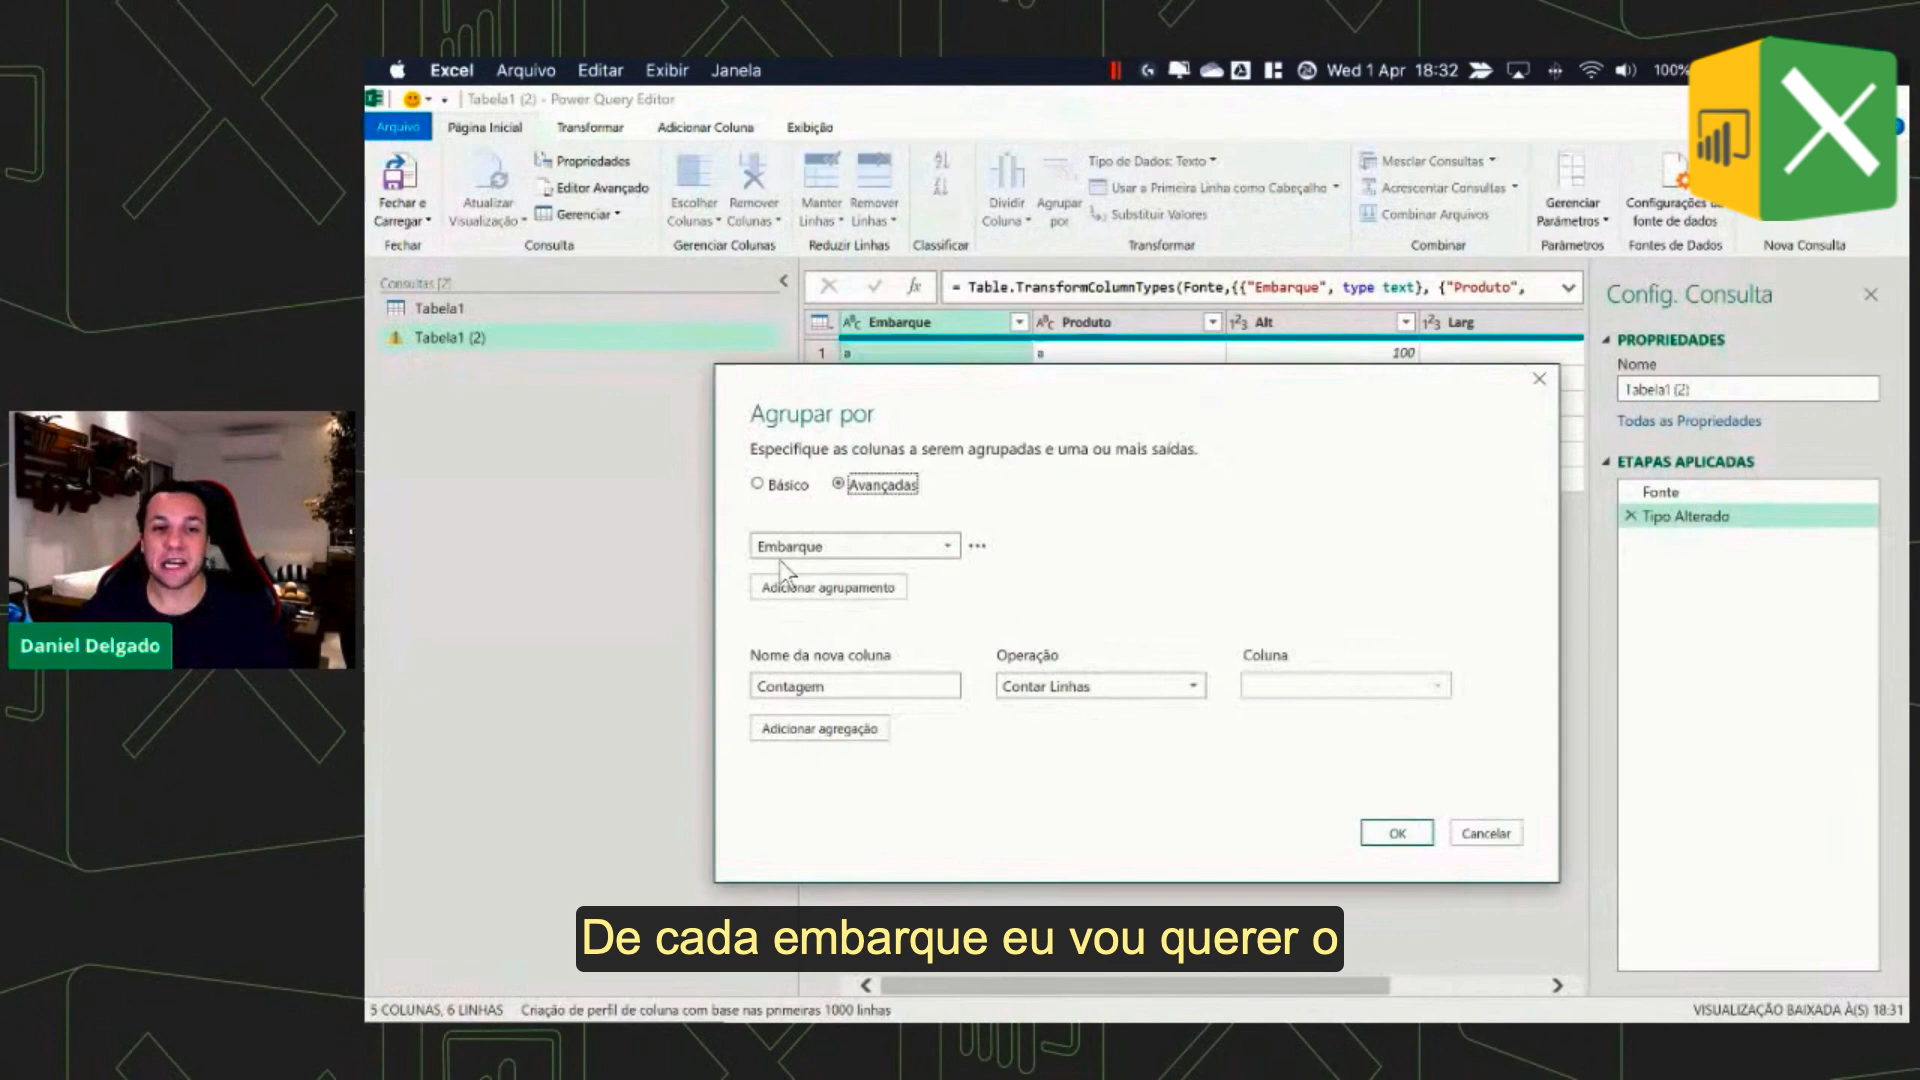 Excel Arquivo Editar Exibir Janela
Wed 1 Apr 18:32 100%
Tabela1 (2) - Power Query Editor
Arquivo Página Inicial Transformar Adicionar Coluna Exibição
Fechar e Carregar
Fechar
Atualizar Visualização
Propriedades
Editor Avançado
Gerenciar
Consulta
Escolher Colunas
Remover Colunas
Gerenciar Colunas
Manter Linhas
Remover Linhas
Reduzir Linhas
Classificar
Dividir Coluna
Agrupar por
Tipo de Dados: Texto
Usar a Primeira Linha como Cabeçalho
Substituir Valores
Transformar
Mesclar Consultas
Acrescentar Consultas
Combinar Arquivos
Combinar
Gerenciar Parâmetros
Parâmetros
Configurações
fonte de dados
Fontes de Dados
Nova Consulta
Consultas [2]
Tabela1
Tabela1 (2)
fx = Table.TransformColumnTypes(Fonte,{{"Embarque", type text}, {"Produto",
ABC Embarque ABC Produto 123 Alt 123 Larg
1 a a 100
Config. Consulta
PROPRIEDADES
Nome
Tabela1 (2)
Todas as Propriedades
ETAPAS APLICADAS
Fonte
Tipo Alterado
Agrupar por
Especifique as colunas a serem agrupadas e uma ou mais saídas.
Básico Avançadas
Embarque
Adicionar agrupamento
Nome da nova coluna Operação Coluna
Contagem Contar Linhas
Adicionar agregação
OK Cancelar
Daniel Delgado
De cada embarque eu vou querer o
5 COLUNAS, 6 LINHAS Criação de perfil de coluna com base nas primeiras 1000 linhas
VISUALIZAÇÃO BAIXADA À(S) 18:31